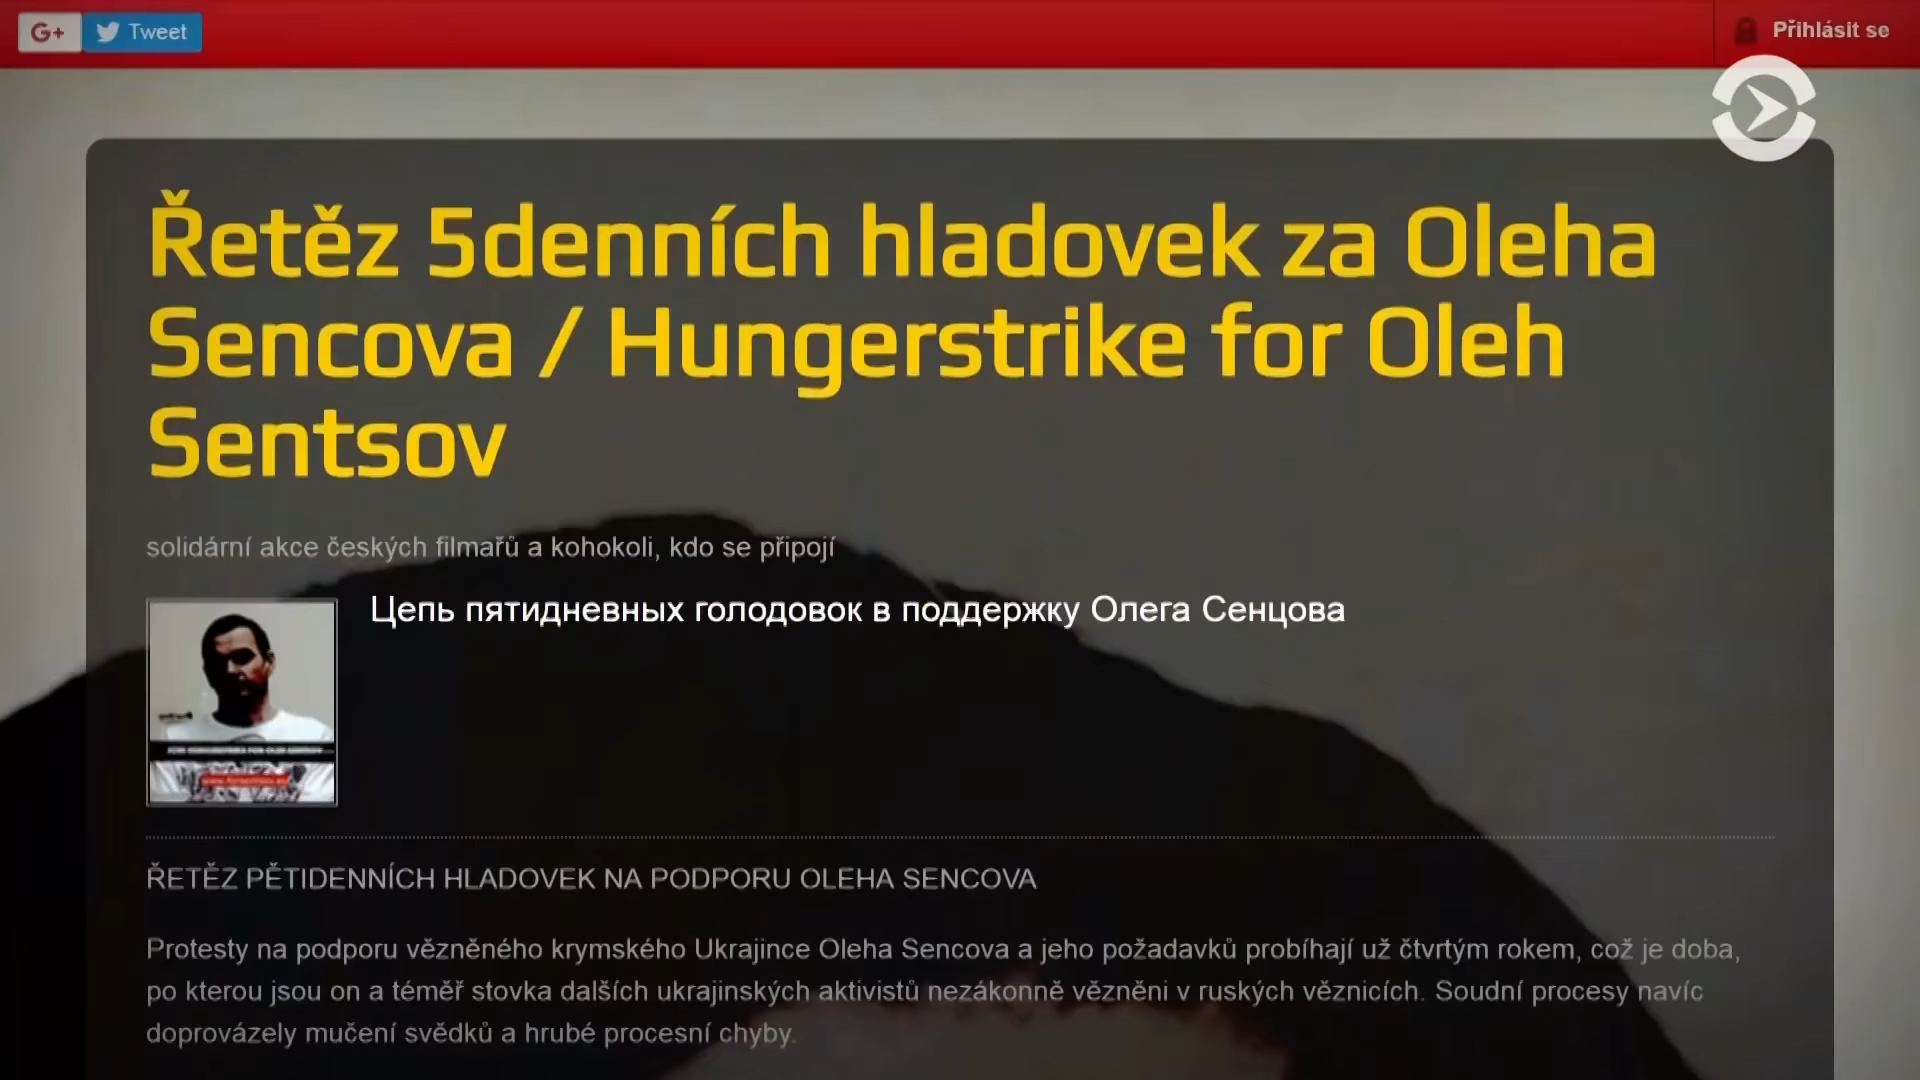 G+ Tweet Přihlásit se
Řetěz 5denních hladovek za Oleha
Sencova / Hungerstrike for Oleh
Sentsov
solidární akce českých filmařů a kohokoli, kdo se připojí
Цепь пятидневных голодовок в поддержку Олега Сенцова
ŘETĚZ PĚTIDENNÍCH HLADOVEK NA PODPORU OLEHA SENCOVA
Protesty na podporu vězněného krymského Ukrajince Oleha Sencova a jeho požadavků probíhají už čtvrtým rokem, což je doba,
po kterou jsou on a téměř stovka dalších ukrajinských aktivistů nezákonně vězněni v ruských věznicích. Soudní procesy navíc
doprovázely mučení svědků a hrubé procesní chyby.